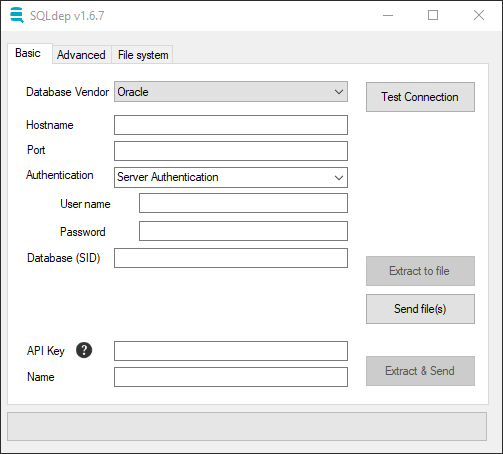 SQLdep v1.6.7
Basic Advanced File system
Database Vendor Oracle Test Connection
Hostname
Port
Authentication Server Authentication
User name
Password
Database (SID)
Extract to file
Send file(s)
API Key ?
Name Extract & Send